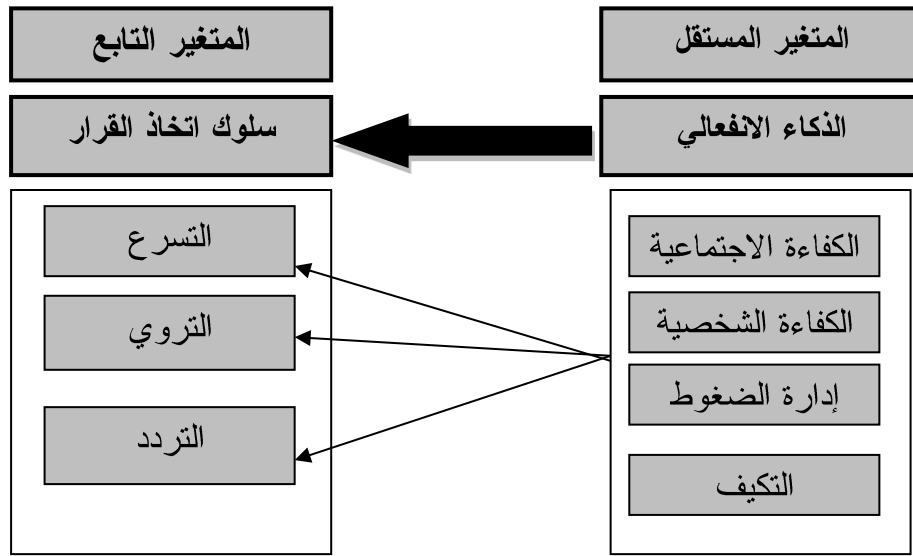 المتغير المستقل
المتغير التابع
الذكاء الانفعالي
سلوك اتخاذ القرار
الكفاءة الاجتماعية
الكفاءة الشخصية
إدارة الضغوط
التكيف
التسرع
التروي
التردد